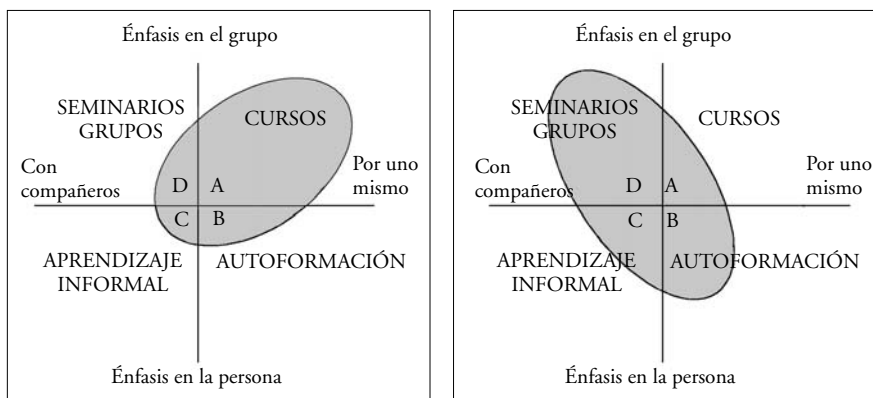 Énfasis en el grupo
SEMINARIOS
GRUPOS
CURSOS
Con
compañeros
D
A
Por uno
mismo
C
B
APRENDIZAJE
INFORMAL
AUTOFORMACIÓN
Énfasis en la persona
Énfasis en el grupo
SEMINARIOS
GRUPOS
CURSOS
Con
compañeros
D
A
Por uno
mismo
C
B
APRENDIZAJE
INFORMAL
AUTOFORMACIÓN
Énfasis en la persona